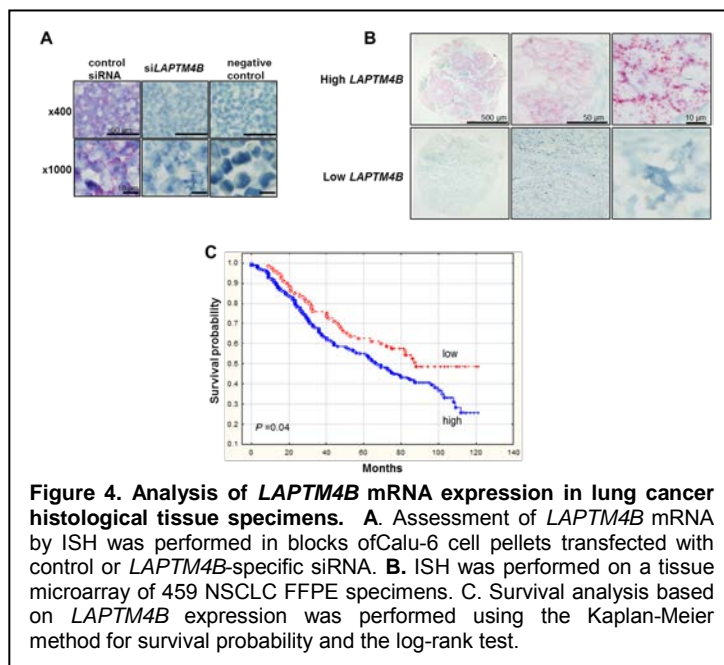 A
control siRNA
siLAPTM4B
negative control
x400
50 µm
x1000
B
High LAPTM4B
500 µm
50 µm
10 µm
Low LAPTM4B
C
Survival probability
1.0
0.9
0.8
0.7
0.6
0.5
0.4
0.3
0.2
0.1
low
high
P =0.04
0 20 40 60 80 100 120 140
Months
Figure 4. Analysis of LAPTM4B mRNA expression in lung cancer
histological tissue specimens. A. Assessment of LAPTM4B mRNA
by ISH was performed in blocks ofCalu-6 cell pellets transfected with
control or LAPTM4B-specific siRNA. B. ISH was performed on a tissue
microarray of 459 NSCLC FFPE specimens. C. Survival analysis based
on LAPTM4B expression was performed using the Kaplan-Meier
method for survival probability and the log-rank test.